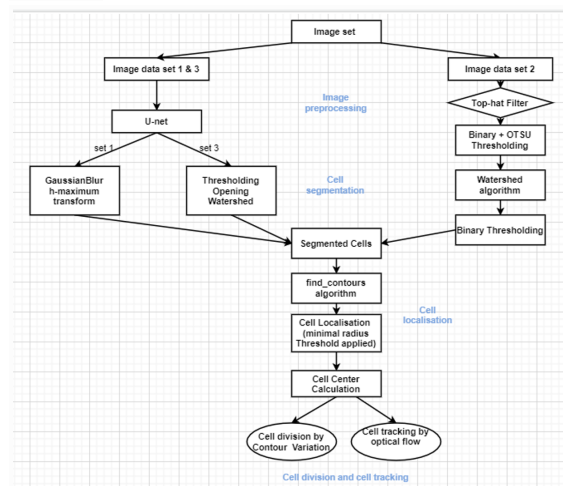 Image set
Image data set 1 & 3
Image data set 2
Image
preprocessing
Top-hat Filter
U-net
Binary + OTSU
Thresholding
set 1
set 3
GaussianBlur
h-maximum
transform
Thresholding
Opening
Watershed
Cell
segmentation
Watershed
algorithm
Binary Thresholding
Segmented Cells
find_contours
algorithm
Cell
localisation
Cell Localisation
(minimal radius
Threshold applied)
Cell Center
Calculation
Cell division by
Contour Variation
Cell tracking by
optical flow
Cell division and cell tracking